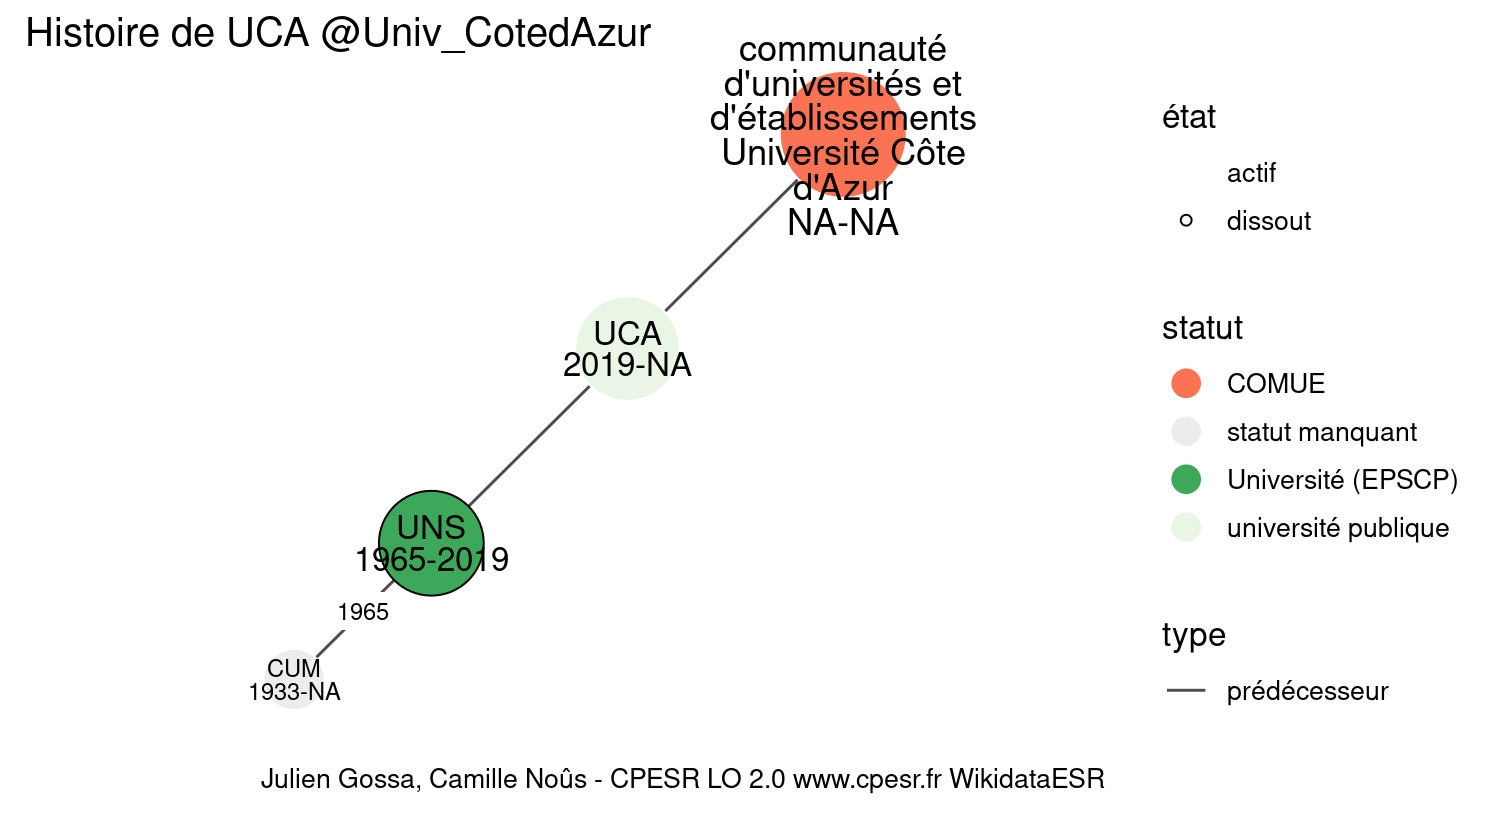 Histoire de UCA @Univ_CotedAzur
communauté
d'universités et
d'établissements
Université Côte
d'Azur
NA-NA
UCA
2019-NA
UNS
1965-2019
1965
CUM
1933-NA
état
actif
dissout
statut
COMUE
statut manquant
Université (EPSCP)
université publique
type
prédécesseur
Julien Gossa, Camille Noûs - CPESR LO 2.0 www.cpesr.fr WikidataESR